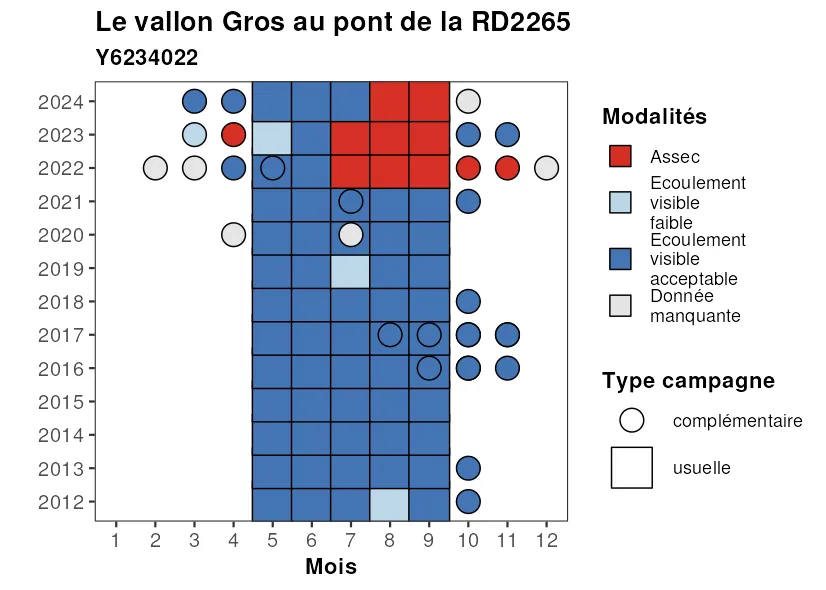 Le vallon Gros au pont de la RD2265
Y6234022
2024
2023
2022
2021
2020
2019
2018
2017
2016
2015
2014
2013
2012
1 2 3 4 5 6 7 8 9 10 11 12
Mois
Modalités
Assec
Ecoulement
visible
faible
Ecoulement
visible
acceptable
Donnée
manquante
Type campagne
complémentaire
usuelle